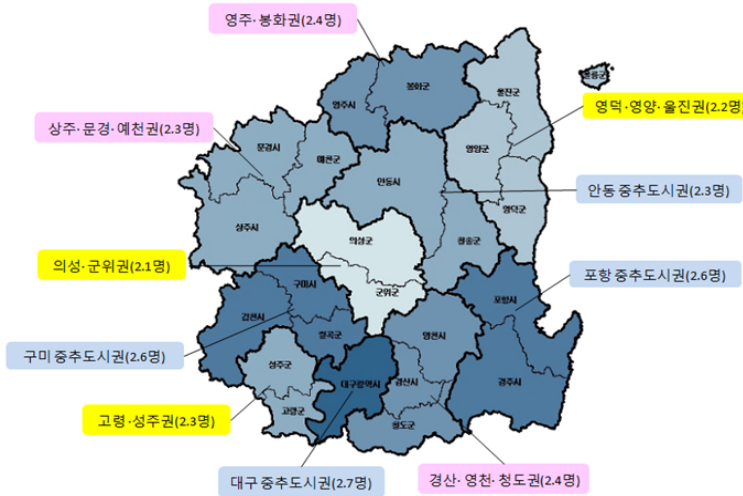 영주·봉화권(2.4명)
봉화군
울진군
울릉군
영주시
영덕·영양·울진권(2.2명)
상주·문경·예천권(2.3명)
문경시
영양군
예천군
안동시
안동 중추도시권(2.3명)
영덕군
상주시
청송군
의성군
의성·군위권(2.1명)
포항 중추도시권(2.6명)
구미시
군위군
포항시
김천시
칠곡군
영천시
구미 중추도시권(2.6명)
성주군
대구광역시
경산시
경주시
고령·성주권(2.3명)
고령군
청도군
대구 중추도시권(2.7명)
경산·영천·청도권(2.4명)